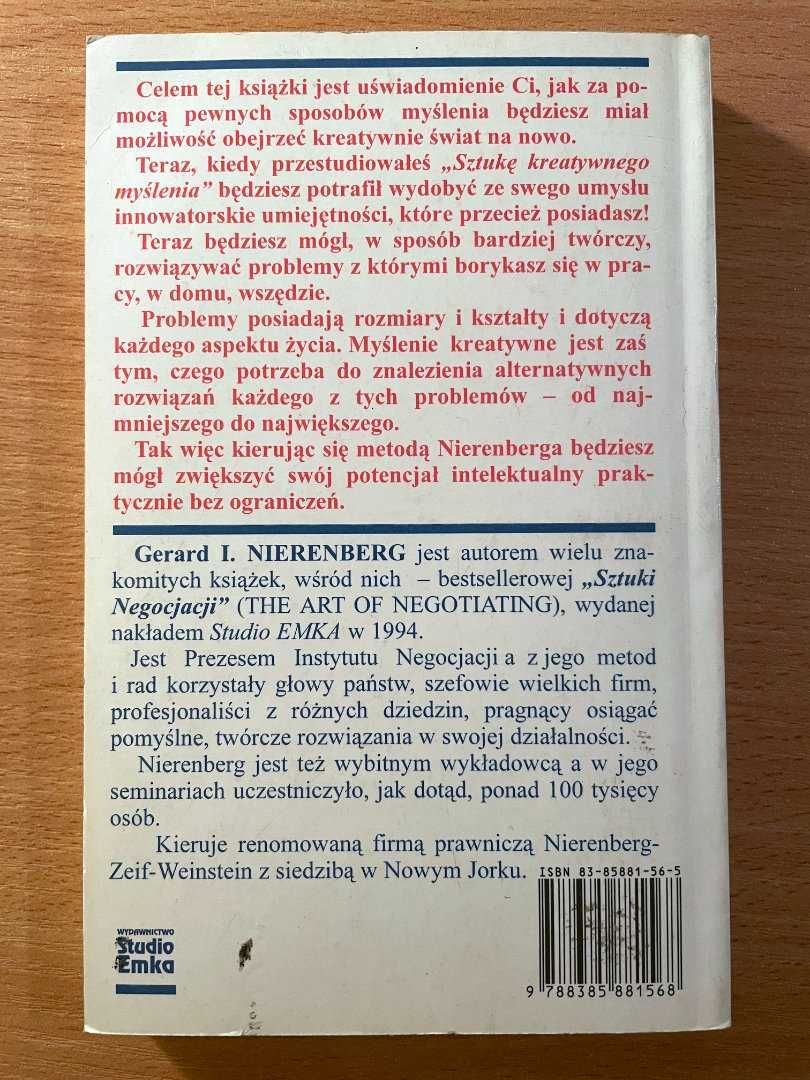 Celem tej książki jest uświadomienie Ci, jak za po-
mocą pewnych sposobów myślenia będziesz miał
możliwość obejrzeć kreatywnie świat na nowo.
Teraz, kiedy przestudiowałeś „Sztukę kreatywnego
myślenia” będziesz potrafił wydobyć ze swego umysłu
innowatorskie umiejętności, które przecież posiadasz!
Teraz będziesz mógł, w sposób bardziej twórczy,
rozwiązywać problemy z którymi borykasz się w pra-
cy, w domu, wszędzie.
Problemy posiadają rozmiary i kształty i dotyczą
każdego aspektu życia. Myślenie kreatywne jest zaś
tym, czego potrzeba do znalezienia alternatywnych
rozwiązań każdego z tych problemów – od naj-
mniejszego do największego.
Tak więc kierując się metodą Nierenberga będziesz
mógł zwiększyć swój potencjał intelektualny prak-
tycznie bez ograniczeń.
Gerard I. NIERENBERG jest autorem wielu zna-
komitych książek, wśród nich – bestsellerowej „Sztuki
Negocjacji” (THE ART OF NEGOTIATING), wydanej
nakładem Studio EMKA w 1994.
Jest Prezesem Instytutu Negocjacji a z jego metod
i rad korzystały głowy państw, szefowie wielkich firm,
profesjonaliści z różnych dziedzin, pragnący osiągać
pomyślne, twórcze rozwiązania w swojej działalności.
Nierenberg jest też wybitnym wykładowcą a w jego
seminariach uczestniczyło, jak dotąd, ponad 100 tysięcy
osób.
Kieruje renomowaną firmą prawniczą Nierenberg-
Zeif-Weinstein z siedzibą w Nowym Jorku.
ISBN 83-85881-56-5
WYDAWNICTWO
Studio
Emka
9 788385 881568